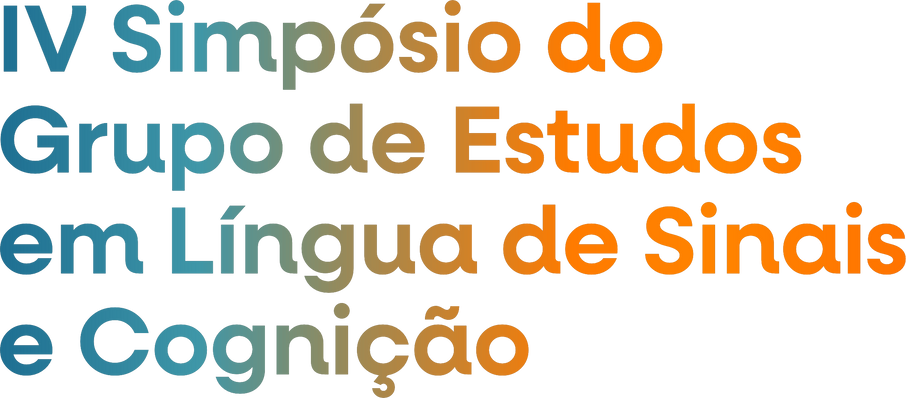 IV Simpósio do
Grupo de Estudos
em Língua de Sinais
e Cognição